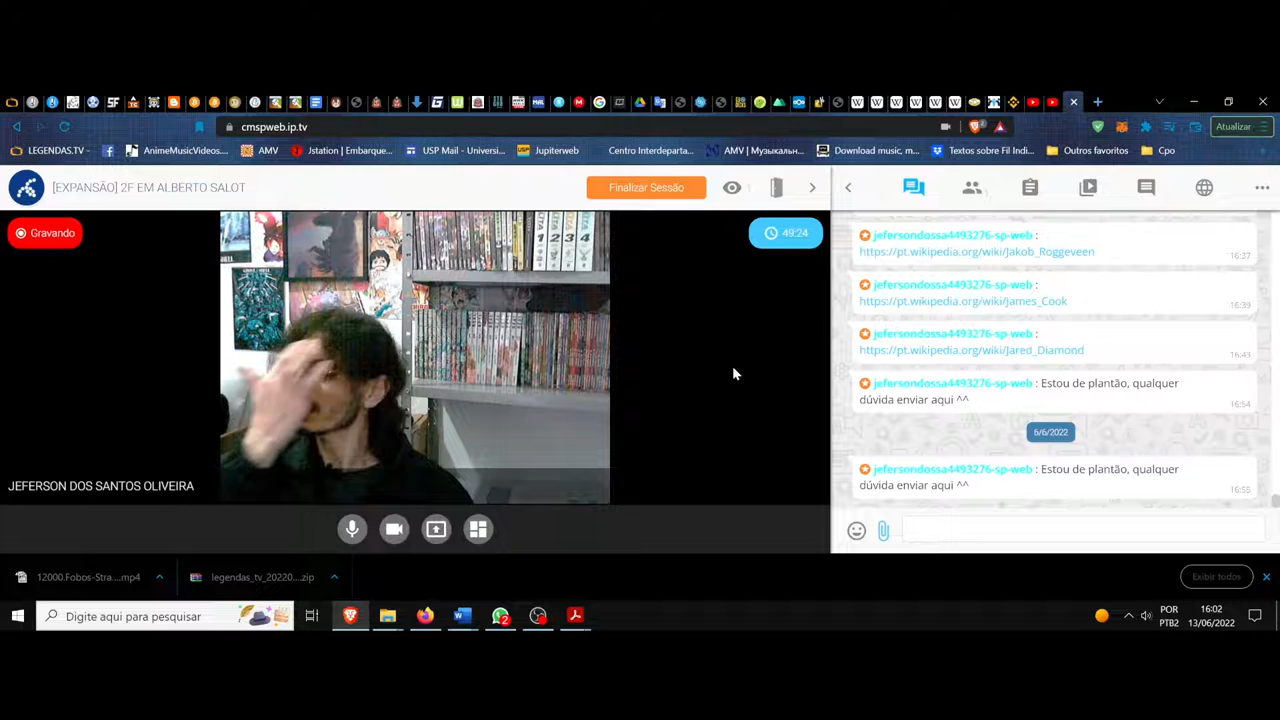 cmspweb.ip.tv
Atualizar
LEGENDAS.TV
AnimeMusicVideos...
AMV
Jstation | Embarque...
USP Mail - Universi...
Jupiterweb
Centro Interdeparta...
AMV | Музыкальн...
Download music, m...
Textos sobre Fil Indi...
Outros favoritos
Cpo
[EXPANSÃO] 2F EM ALBERTO SALOT
Finalizar Sessão
1
Gravando
49:24
JEFERSON DOS SANTOS OLIVEIRA
jefersondossa4493276-sp-web :
https://pt.wikipedia.org/wiki/Jakob_Roggeveen
16:37
jefersondossa4493276-sp-web :
https://pt.wikipedia.org/wiki/James_Cook
16:39
jefersondossa4493276-sp-web :
https://pt.wikipedia.org/wiki/Jared_Diamond
16:43
jefersondossa4493276-sp-web : Estou de plantão, qualquer
dúvida enviar aqui ^^
16:54
6/6/2022
jefersondossa4493276-sp-web : Estou de plantão, qualquer
dúvida enviar aqui ^^
16:55
12000.Fobos-Stra....mp4
legendas_tv_20220....zip
Exibir todos
Digite aqui para pesquisar
2
POR
PTB2
16:02
13/06/2022